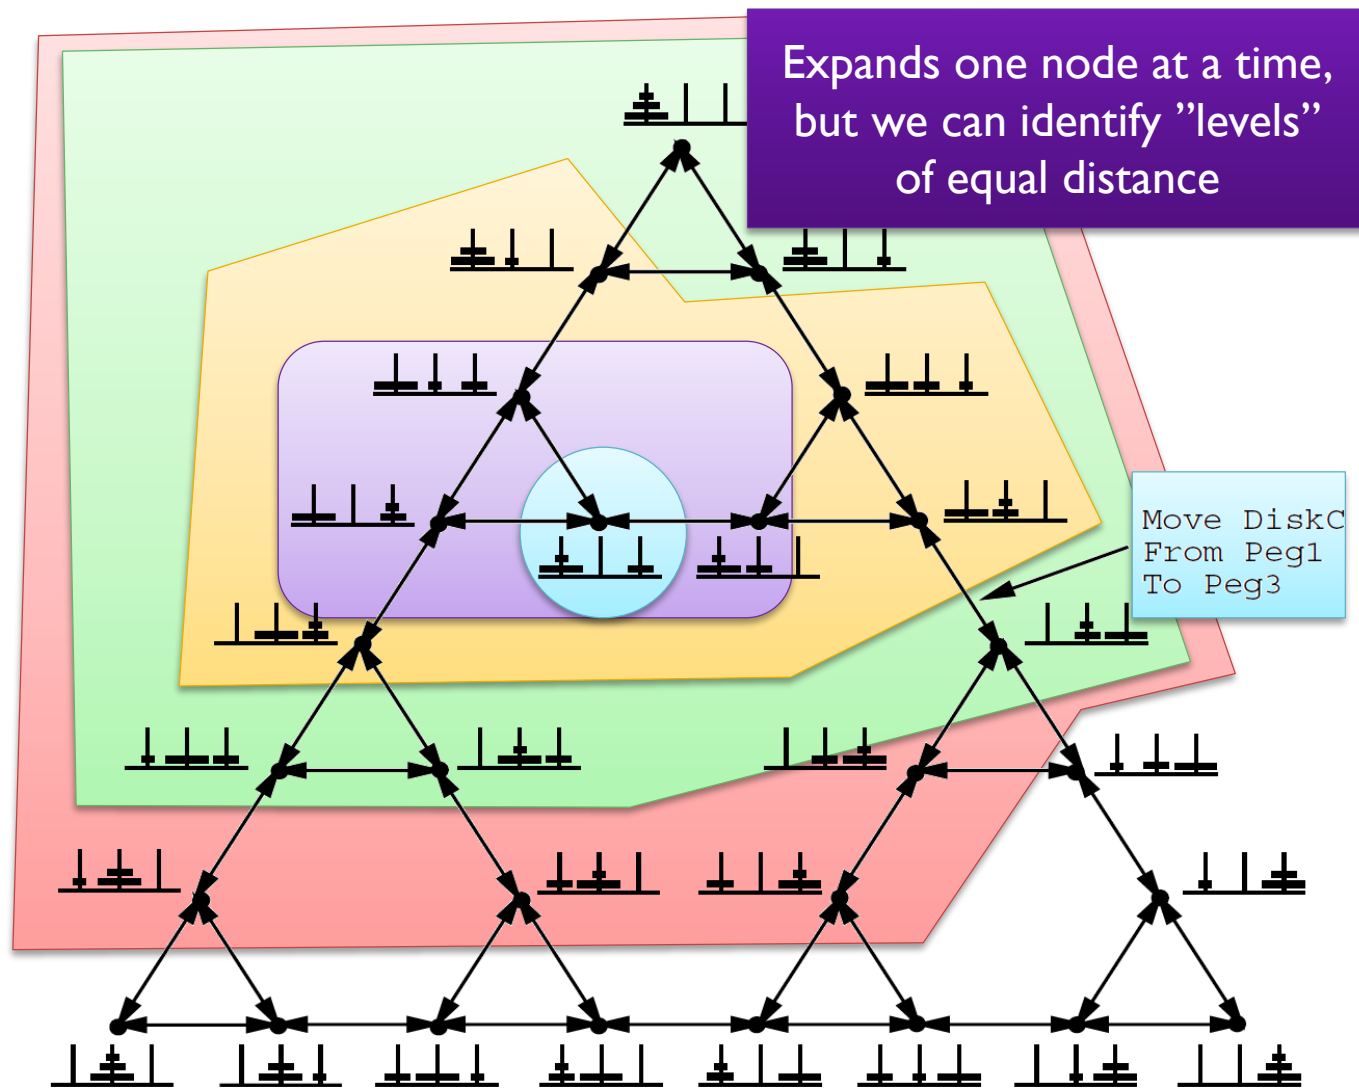 Expands one node at a time,
but we can identify ”levels”
of equal distance
Move DiskC
From Peg1
To Peg3